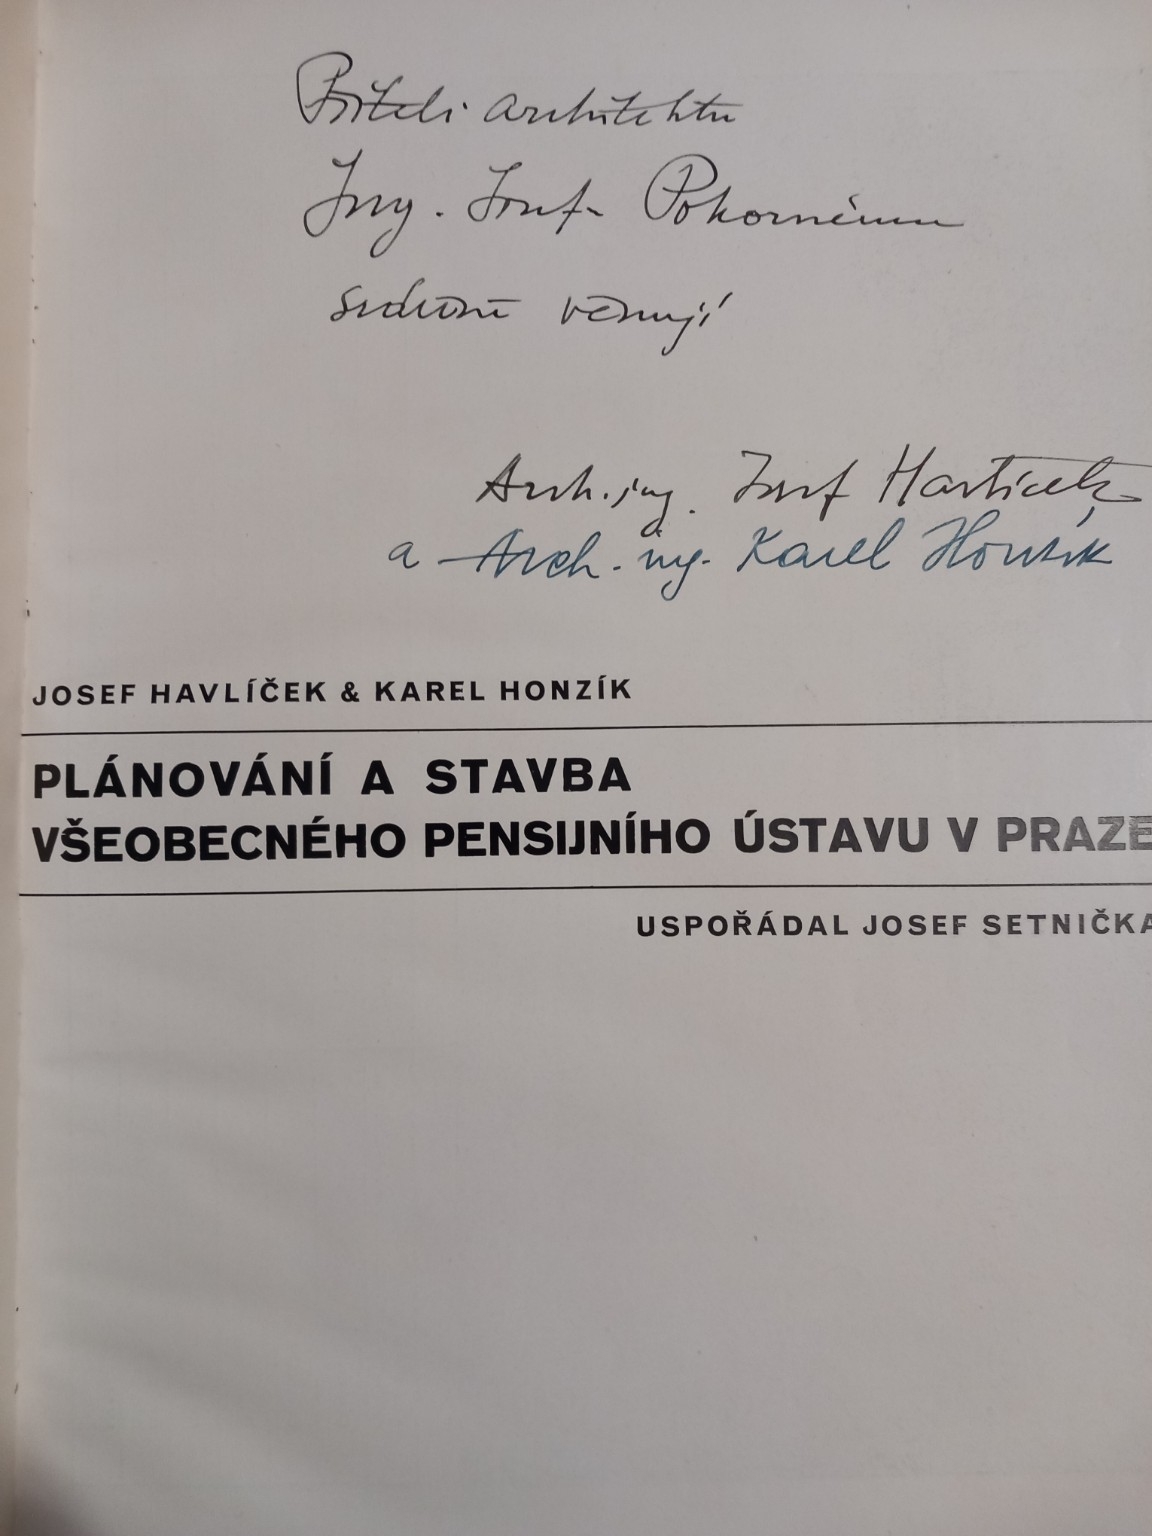 Příteli architektu
Ing. Josefu Pokornému
srdečně věnují
Arch. ing. Josef Havlíček
a Arch. ing. Karel Honzík
JOSEF HAVLÍČEK & KAREL HONZÍK
PLÁNOVÁNÍ A STAVBA
VŠEOBECNÉHO PENSIJNÍHO ÚSTAVU V PRAZE
USPOŘÁDAL JOSEF SETNIČKA